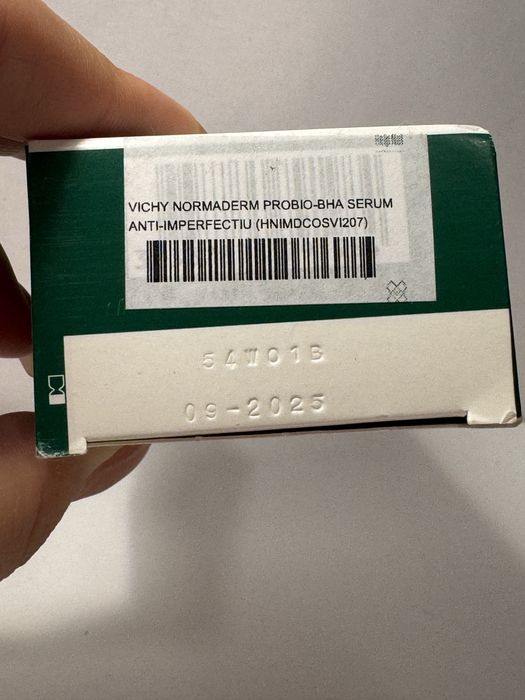 VICHY NORMADERM PROBIO-BHA SERUM
ANTI-IMPERFECTIU (HNIMDCOSVI207)
54W01B
09-2025